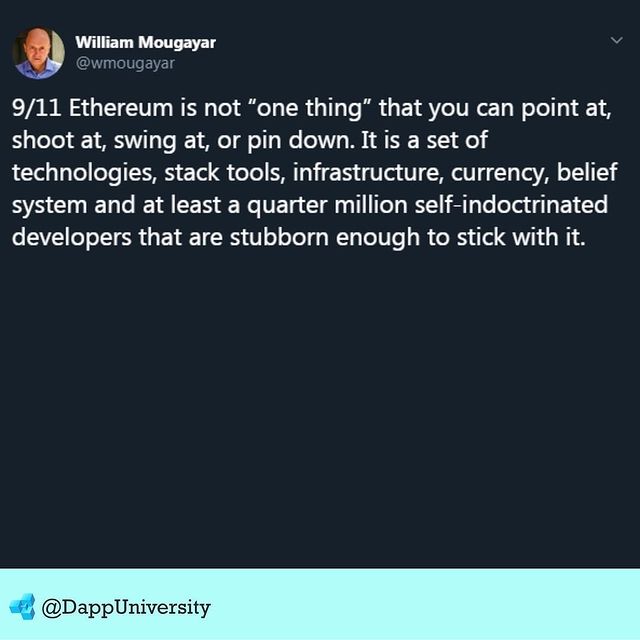 William Mougayar
@wmougayar
9/11 Ethereum is not “one thing” that you can point at,
shoot at, swing at, or pin down. It is a set of
technologies, stack tools, infrastructure, currency, belief
system and at least a quarter million self-indoctrinated
developers that are stubborn enough to stick with it.
@DappUniversity